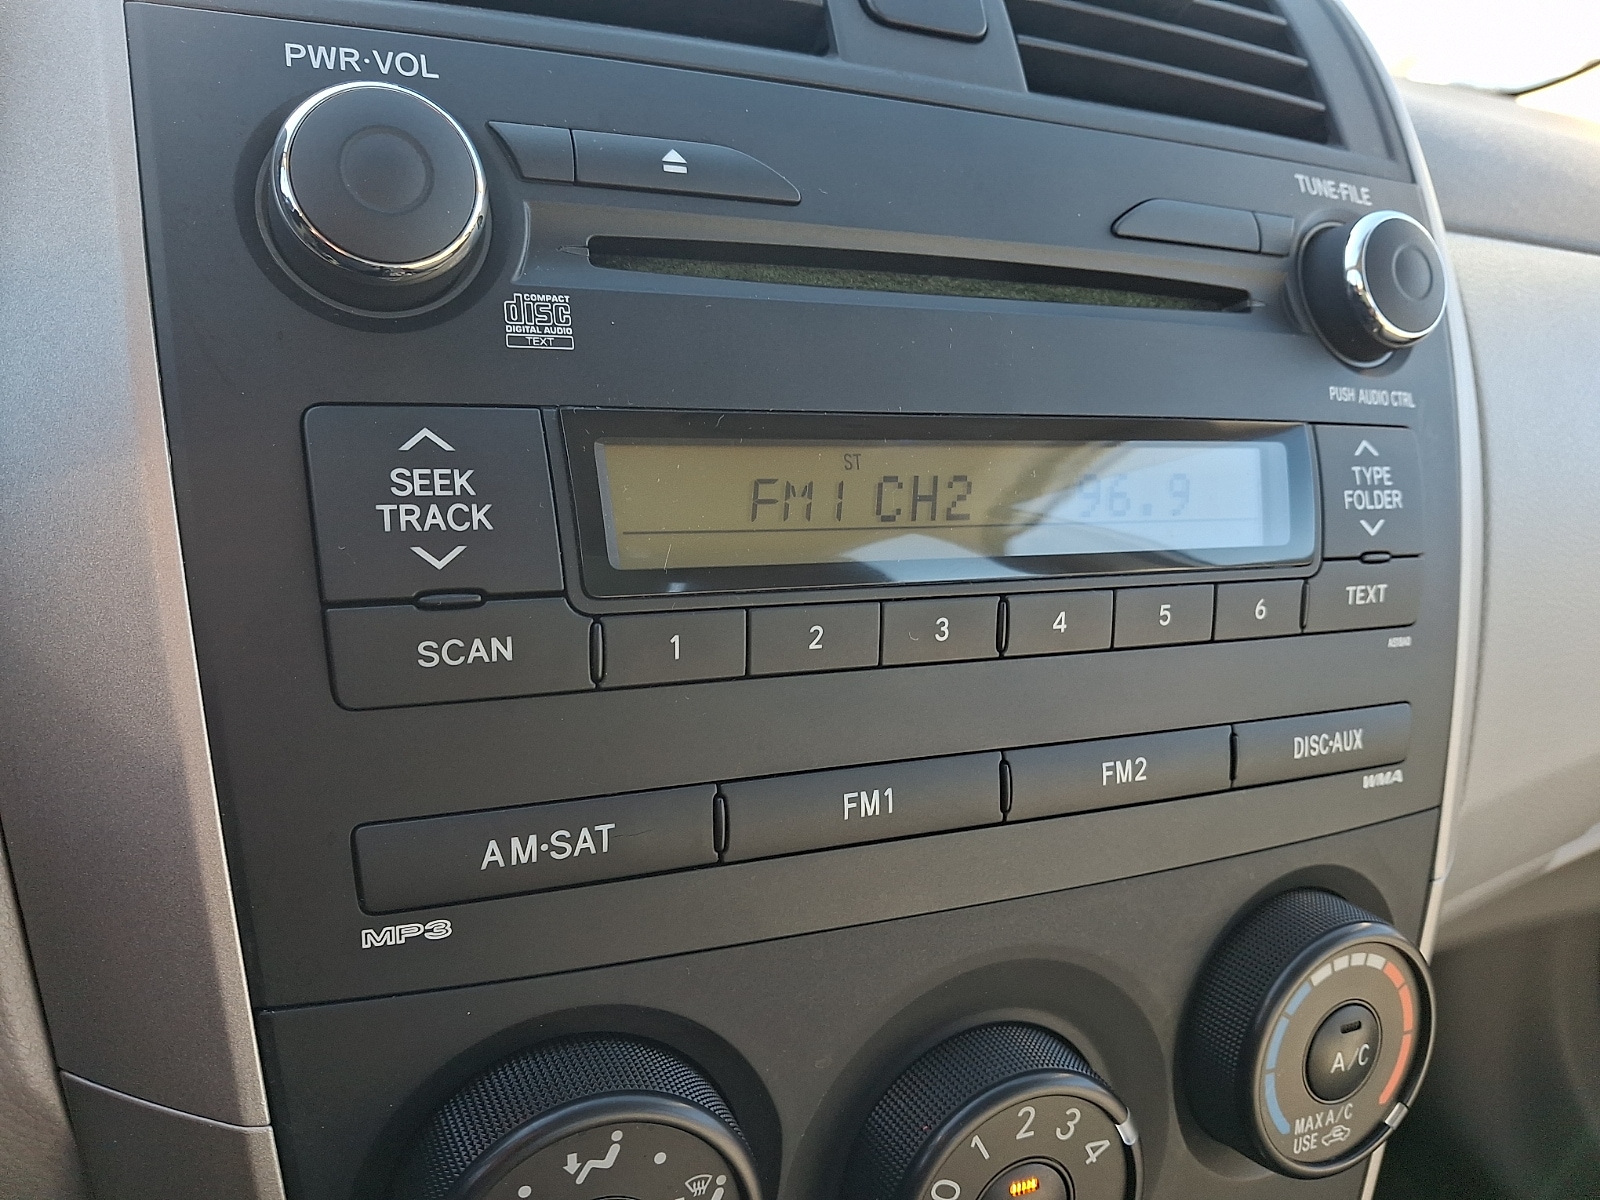 PWR·VOL
TUNE·FILE
COMPACT
disc
DIGITAL AUDIO
TEXT
PUSH AUDIO CTRL
SEEK
TRACK
ST
FM1 CH2 96.9
TYPE
FOLDER
SCAN
1 2 3 4 5 6
TEXT
AM·SAT
FM1
FM2
DISC·AUX
WMA
MP3
A/C
MAX A/C
USE
0 1 2 3 4